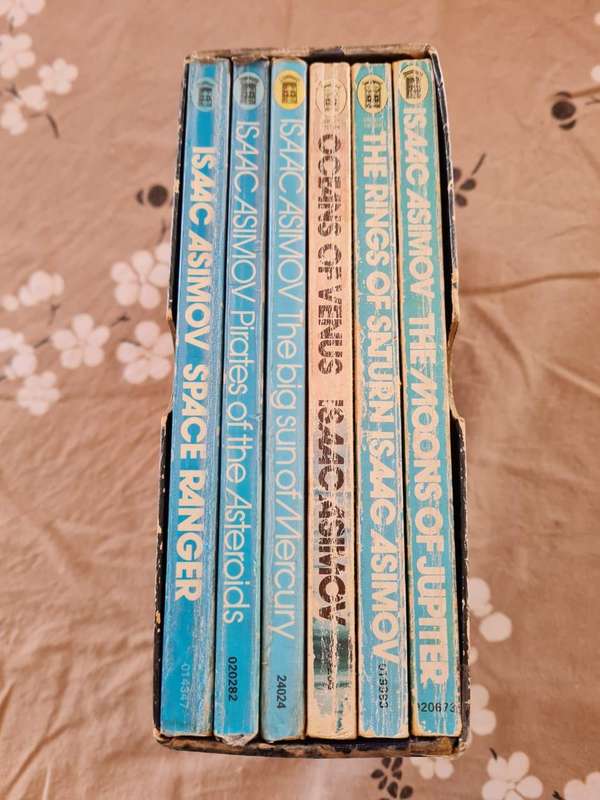 ISAAC ASIMOV SPACE RANGER
ISAAC ASIMOV Pirates of the Asteroids
020282
ISAAC ASIMOV The big sun of Mercury
24024
OCEANS OF VENUS ISAAC ASIMOV
THE RINGS OF SATURN ISAAC ASIMOV
ISAAC ASIMOV THE MOONS OF JUPITER